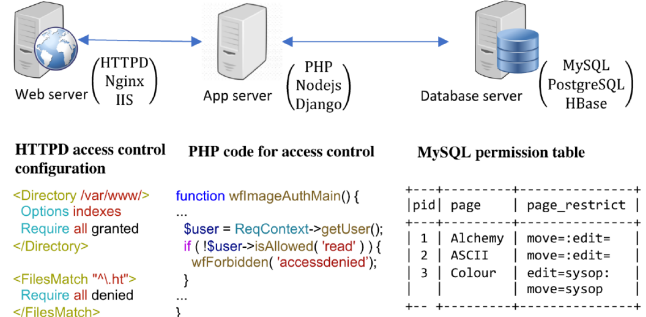 Web server
(HTTPD
Nginx
IIS)
App server
(PHP
Nodejs
Django)
Database server
(MySQL
PostgreSQL
HBase)
HTTPD access control
configuration
<Directory /var/www/>
Options indexes
Require all granted
</Directory>
<FilesMatch "^\.ht">
Require all denied
</FilesMatch>
PHP code for access control
function wfImageAuthMain() {
...
$user = ReqContext->getUser();
if ( !$user->isAllowed( 'read' ) ) {
wfForbidden( 'accessdenied');
}
...
}
MySQL permission table
+---+---------+---------------+
|pid| page | page_restrict |
+---+---------+---------------+
| 1 | Alchemy | move=:edit= |
| 2 | ASCII | move=:edit= |
| 3 | Colour | edit=sysop: |
| | | move=sysop |
+-- +---------+---------------+